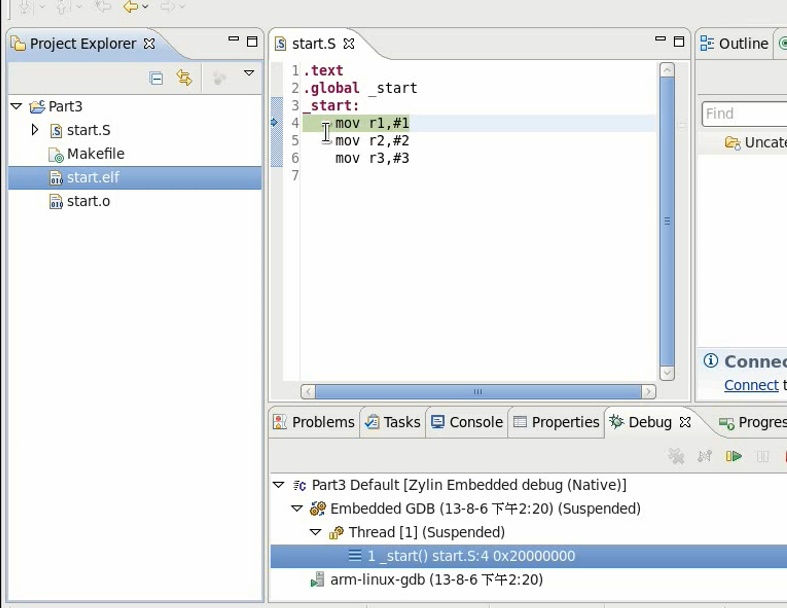 Project Explorer
Part3
start.S
Makefile
start.elf
start.o
start.S
1 .text
2 .global _start
3 _start:
4 mov r1,#1
5 mov r2,#2
6 mov r3,#3
7
Outline
Find
Uncate
Connec
Connect t
Problems Tasks Console Properties Debug Progres
Part3 Default [Zylin Embedded debug (Native)]
Embedded GDB (13-8-6 下午2:20) (Suspended)
Thread [1] (Suspended)
1 _start() start.S:4 0x20000000
arm-linux-gdb (13-8-6 下午2:20)